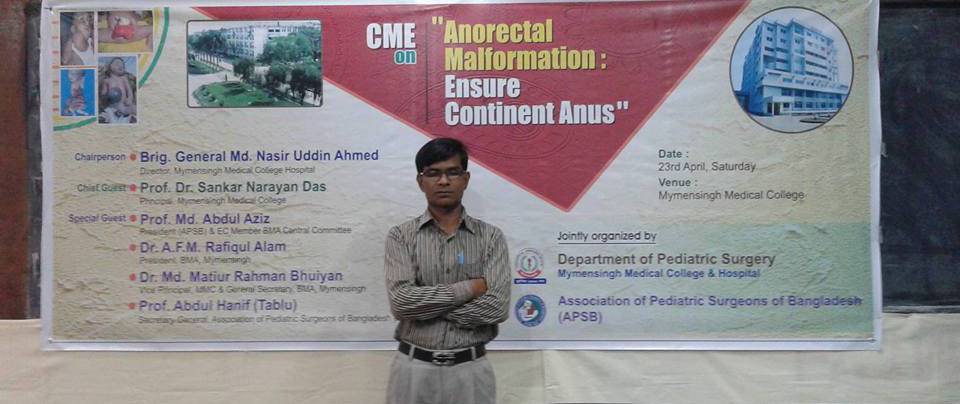 CME
on
"Anorectal
Malformation :
Ensure
Continent Anus"
Chairperson • Brig. General Md. Nasir Uddin Ahmed
Director, Mymensingh Medical College Hospital
Chief Guest • Prof. Dr. Sankar Narayan Das
Principal, Mymensingh Medical College
Special Guest • Prof. Md. Abdul Aziz
President (APSB) & EC Member BMA Central Committee
• Dr. A.F.M. Rafiqul Alam
President, BMA, Mymensingh
• Dr. Md. Matiur Rahman Bhuiyan
Vice Principal, MMC & General Secretary, BMA, Mymensingh
• Prof. Abdul Hanif (Tablu)
Secretary General, Association of Pediatric Surgeons of Bangladesh
Date :
23rd April, Saturday
Venue :
Mymensingh Medical College
Jointly organized by
Department of Pediatric Surgery
Mymensingh Medical College & Hospital
Association of Pediatric Surgeons of Bangladesh
(APSB)